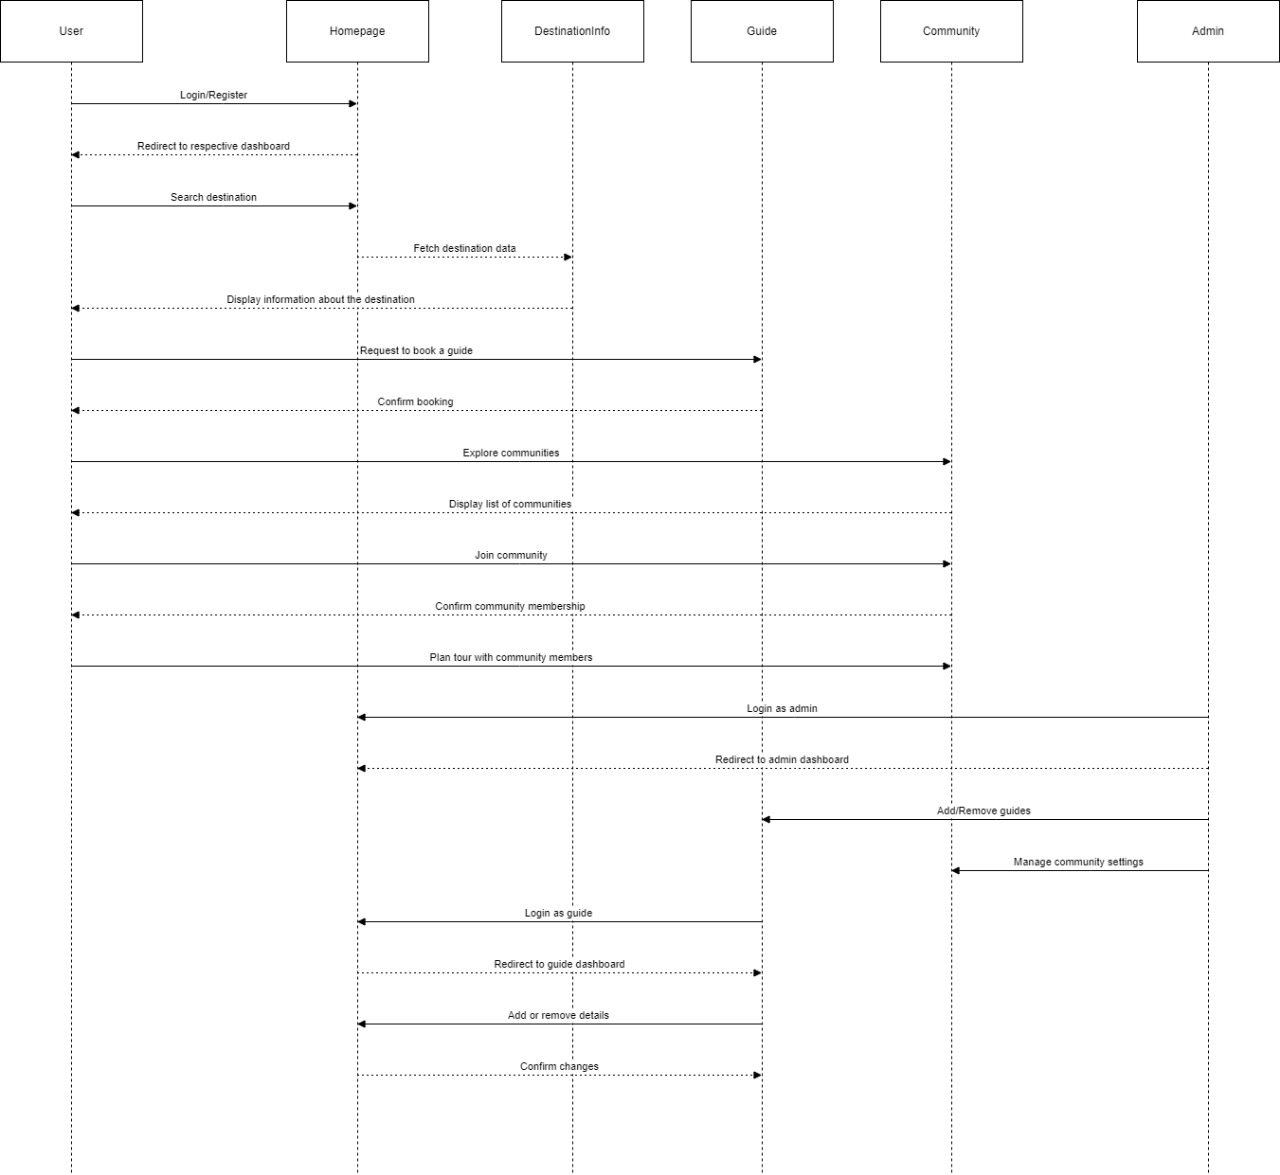 User
Homepage
DestinationInfo
Guide
Community
Admin
Login/Register
Redirect to respective dashboard
Search destination
Fetch destination data
Display information about the destination
Request to book a guide
Confirm booking
Explore communities
Display list of communities
Join community
Confirm community membership
Plan tour with community members
Login as admin
Redirect to admin dashboard
Add/Remove guides
Manage community settings
Login as guide
Redirect to guide dashboard
Add or remove details
Confirm changes